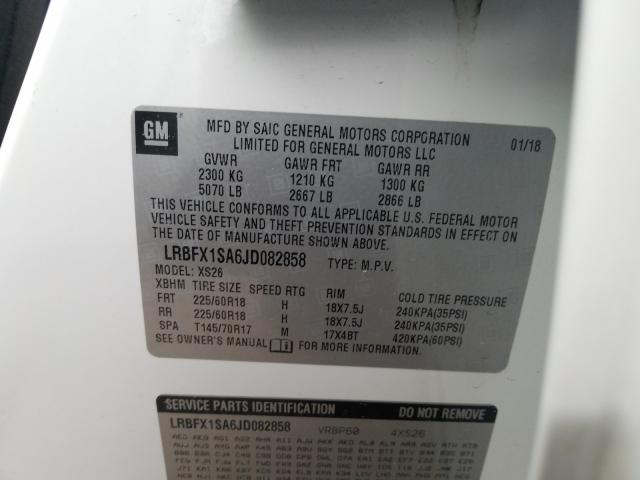 GM
MFD BY SAIC GENERAL MOTORS CORPORATION 01/18
LIMITED FOR GENERAL MOTORS LLC
GVWR GAWR FRT GAWR RR
2300 KG 1210 KG 1300 KG
5070 LB 2667 LB 2866 LB
THIS VEHICLE CONFORMS TO ALL APPLICABLE U.S. FEDERAL MOTOR
VEHICLE SAFETY AND THEFT PREVENTION STANDARDS IN EFFECT ON
THE DATE OF MANUFACTURE SHOWN ABOVE.
LRBFX1SA6JD082858 TYPE: M.P.V.
MODEL: XS26
XBHM TIRE SIZE SPEED RTG RIM COLD TIRE PRESSURE
FRT 225/60R18 H 18X7.5J 240KPA(35PSI)
RR 225/60R18 H 18X7.5J 240KPA(35PSI)
SPA T145/70R17 M 17X4BT 420KPA(60PSI)
SEE OWNER'S MANUAL FOR MORE INFORMATION.
SERVICE PARTS IDENTIFICATION DO NOT REMOVE
LRBFX1SA6JD082858 VRBP60 4XS26